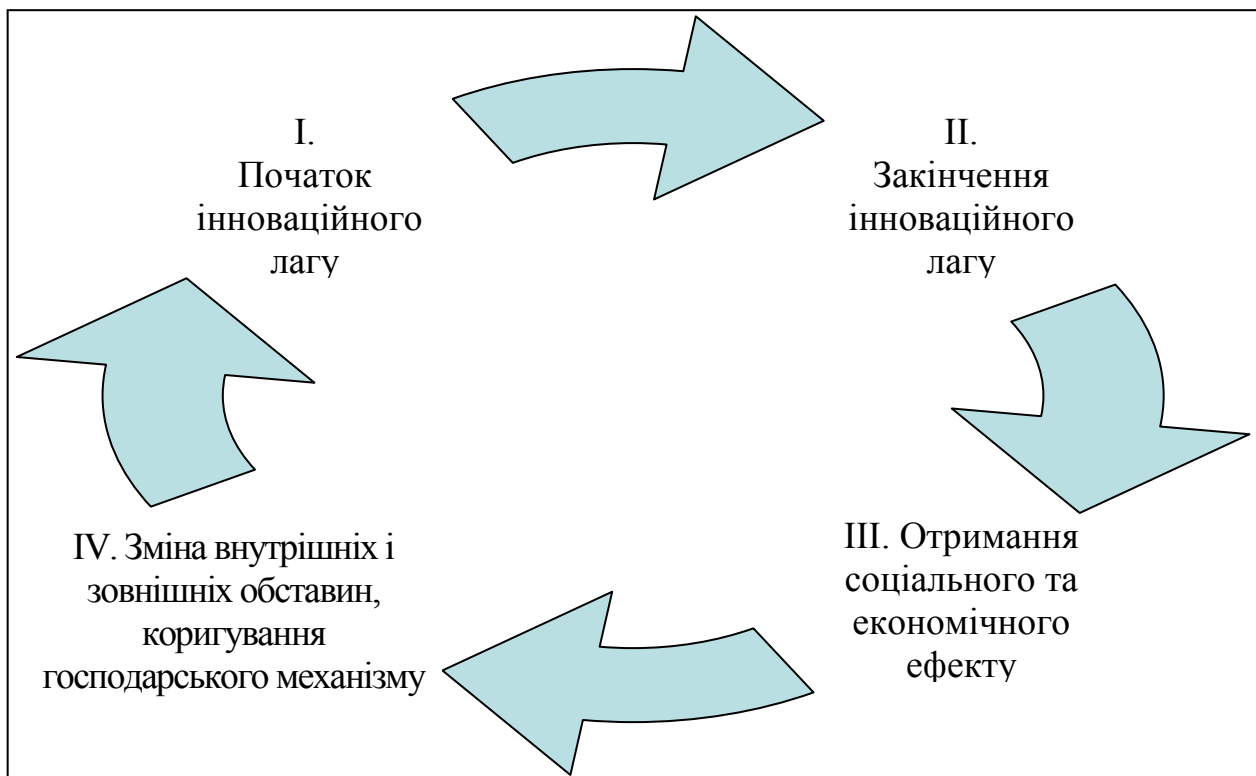 I.
Початок
інноваційного
лагу
II.
Закінчення
інноваційного
лагу
III. Отримання
соціального та
економічного
ефекту
IV. Зміна внутрішніх і
зовнішніх обставин,
коригування
господарського механізму